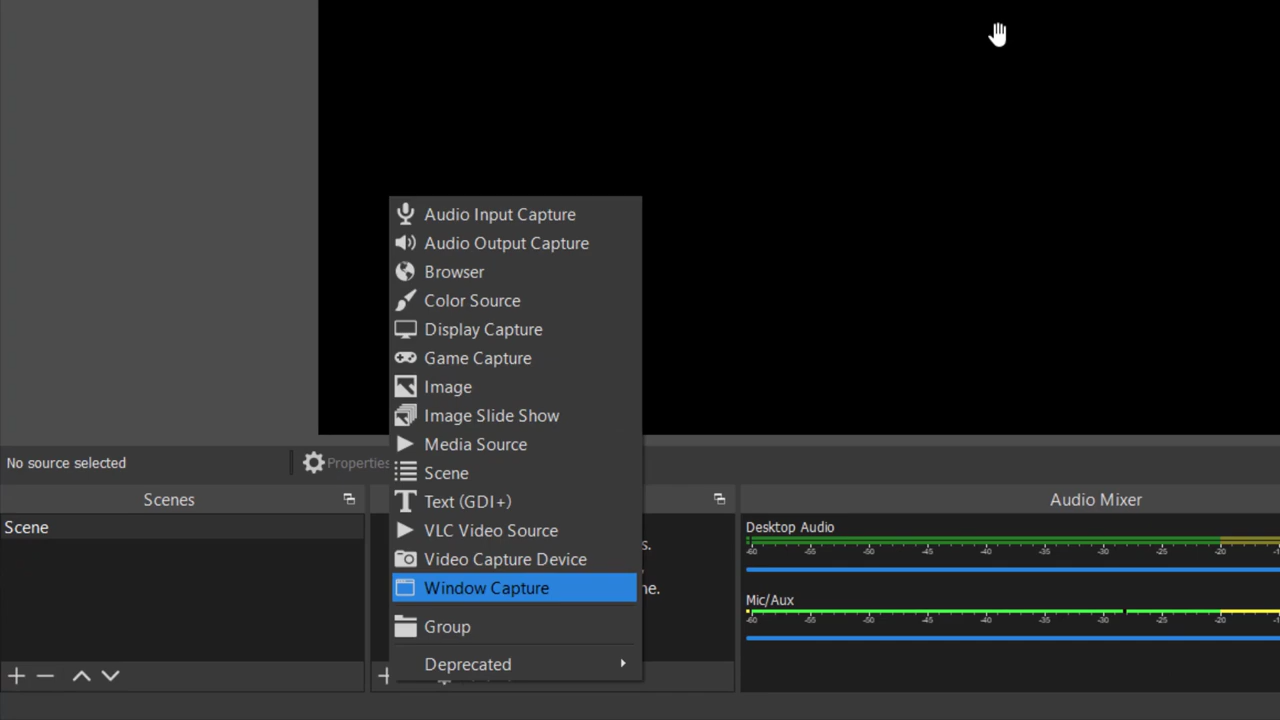 Audio Input Capture
Audio Output Capture
Browser
Color Source
Display Capture
Game Capture
Image
Image Slide Show
Media Source
No source selected
Properties
Scene
Scenes
Text (GDI+)
Audio Mixer
Scene
VLC Video Source
Desktop Audio
s.
-60 -55 -50 -45 -40 -35 -30 -25 -20
Video Capture Device
Window Capture
ne.
Mic/Aux
-60 -55 -50 -45 -40 -35 -30 -25 -20
Group
Deprecated